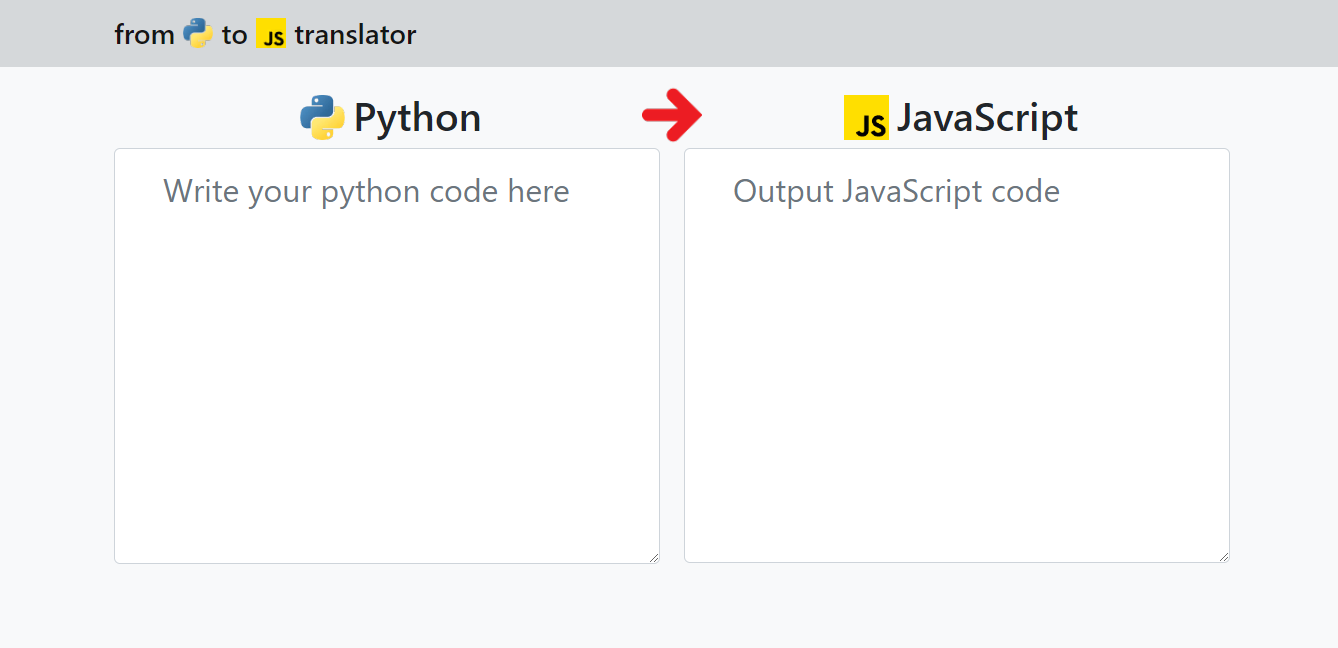 from to JS translator
Python
JS JavaScript
Write your python code here
Output JavaScript code